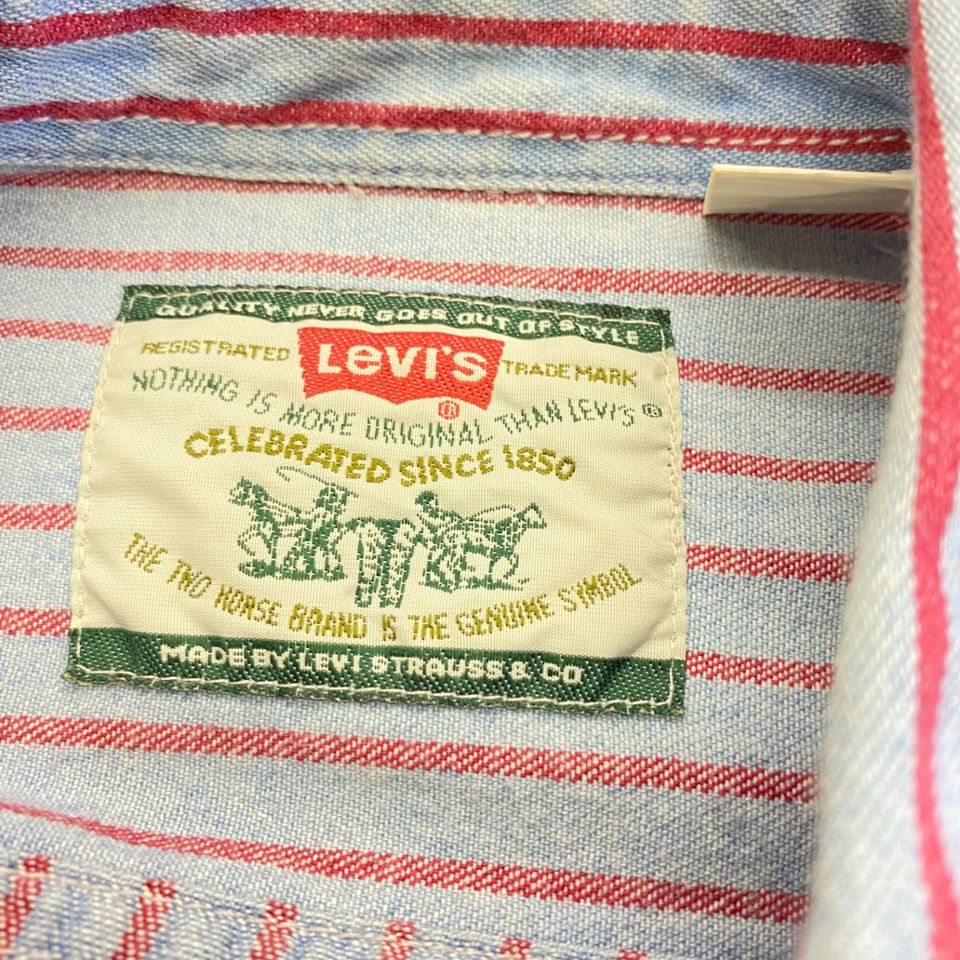 QUALITY NEVER GOES OUT OF STYLE
REGISTRATED LEVI'S TRADE MARK
NOTHING IS MORE ORIGINAL THAN LEVI'S ®
CELEBRATED SINCE 1850
THE TWO HORSE BRAND IS THE GENUINE SYMBOL
MADE BY LEVI STRAUSS & CO